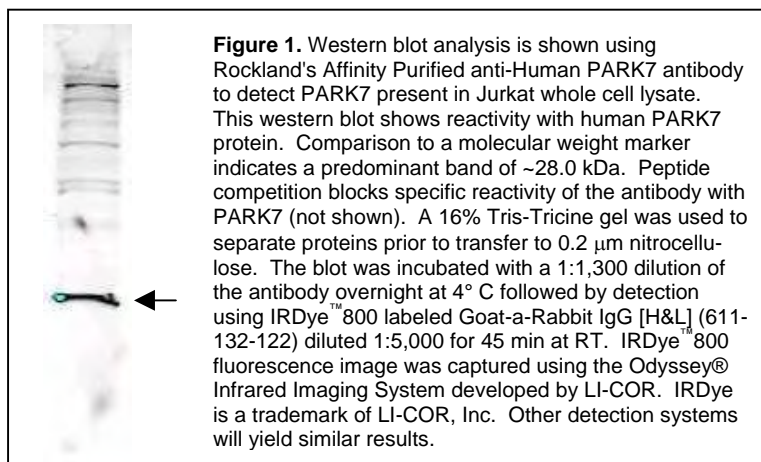 Figure 1. Western blot analysis is shown using
Rockland's Affinity Purified anti-Human PARK7 antibody
to detect PARK7 present in Jurkat whole cell lysate.
This western blot shows reactivity with human PARK7
protein. Comparison to a molecular weight marker
indicates a predominant band of ~28.0 kDa. Peptide
competition blocks specific reactivity of the antibody with
PARK7 (not shown). A 16% Tris-Tricine gel was used to
separate proteins prior to transfer to 0.2 μm nitrocellu-
lose. The blot was incubated with a 1:1,300 dilution of
the antibody overnight at 4° C followed by detection
using IRDye™800 labeled Goat-a-Rabbit IgG [H&L] (611-
132-122) diluted 1:5,000 for 45 min at RT. IRDye™800
fluorescence image was captured using the Odyssey®
Infrared Imaging System developed by LI-COR. IRDye
is a trademark of LI-COR, Inc. Other detection systems
will yield similar results.